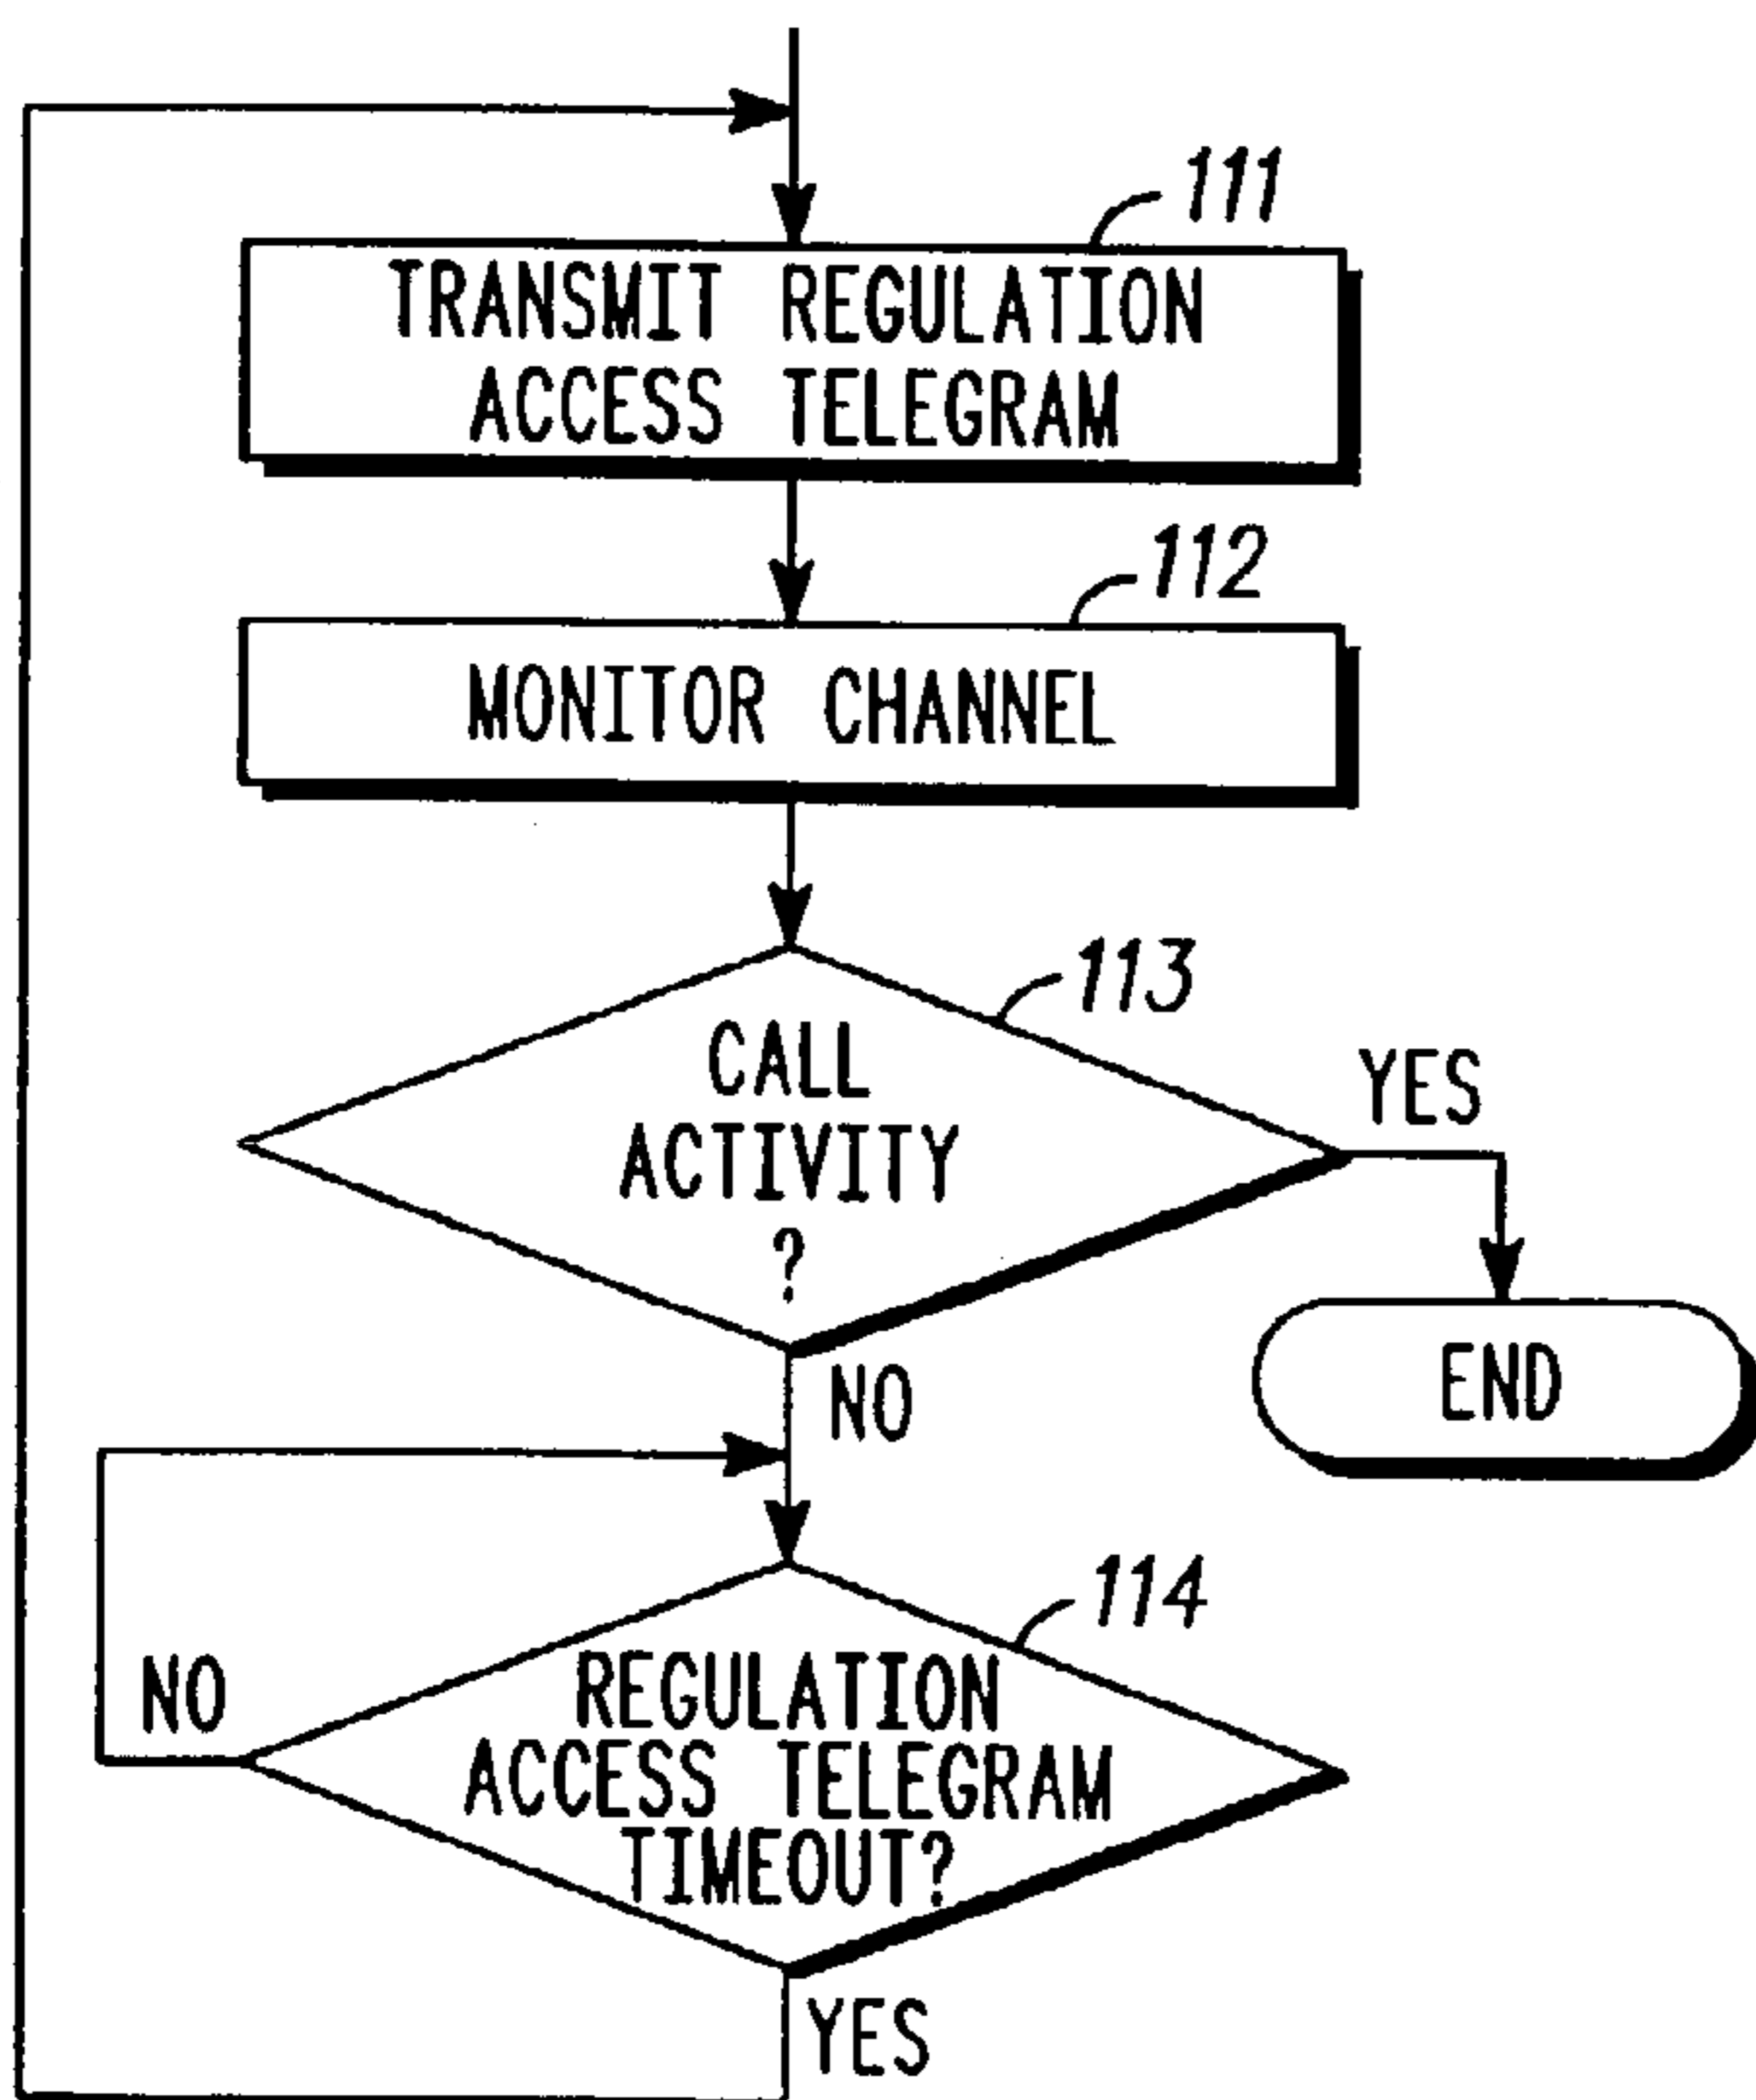 111
TRANSMIT REGULATION
ACCESS TELEGRAM
112
MONITOR CHANNEL
113
CALL
ACTIVITY
?
YES
NO
END
114
NO
REGULATION
ACCESS TELEGRAM
TIMEOUT?
YES